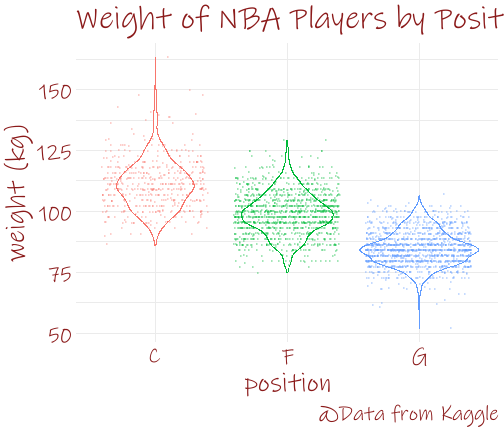 Weight of NBA Players by Posit
weight (kg)
150
125
100
75
50
C F G
position
@Data from Kaggle